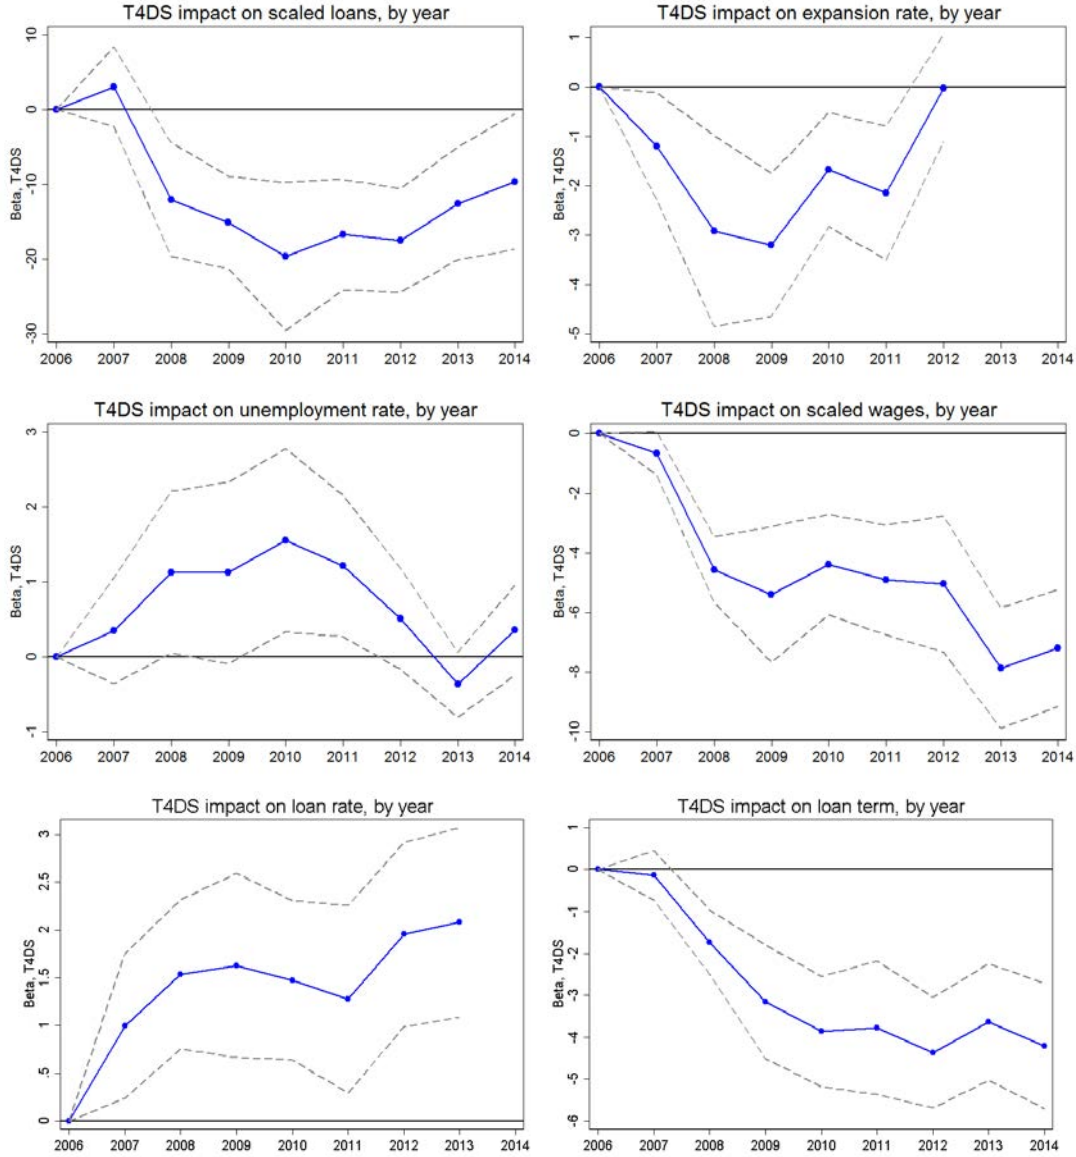 T4DS impact on scaled loans, by year
Beta, T4DS
10
0
-10
-20
-30
2006 2007 2008 2009 2010 2011 2012 2013 2014
T4DS impact on expansion rate, by year
Beta, T4DS
1
0
-1
-2
-3
-4
-5
2006 2007 2008 2009 2010 2011 2012 2013 2014
T4DS impact on unemployment rate, by year
Beta, T4DS
3
2
1
0
-1
2006 2007 2008 2009 2010 2011 2012 2013 2014
T4DS impact on scaled wages, by year
Beta, T4DS
0
-2
-4
-6
-8
-10
2006 2007 2008 2009 2010 2011 2012 2013 2014
T4DS impact on loan rate, by year
Beta, T4DS
3
2.5
2
1.5
1
.5
0
2006 2007 2008 2009 2010 2011 2012 2013 2014
T4DS impact on loan term, by year
Beta, T4DS
1
0
-1
-2
-3
-4
-5
-6
2006 2007 2008 2009 2010 2011 2012 2013 2014